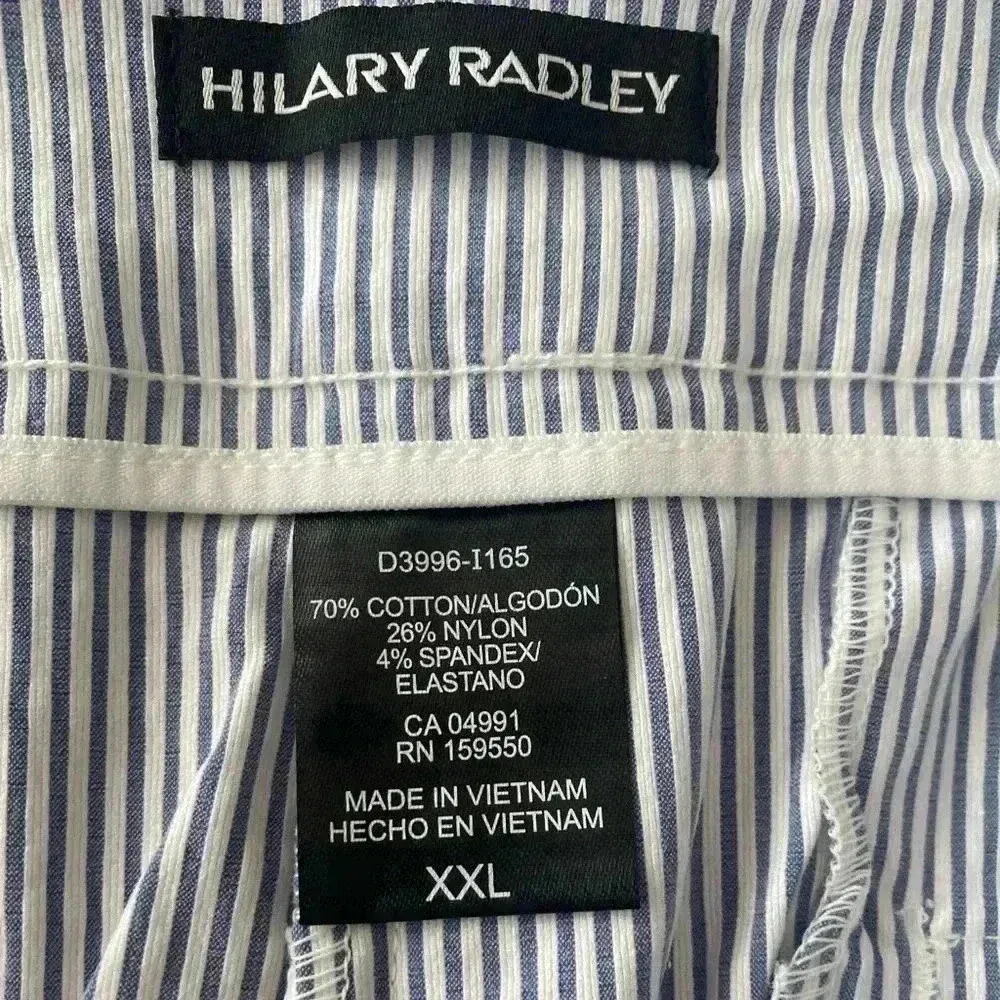 HILARY RADLEY
D3996-I165
70% COTTON/ALGODÓN
26% NYLON
4% SPANDEX/
ELASTANO
CA 04991
RN 159550
MADE IN VIETNAM
HECHO EN VIETNAM
XXL